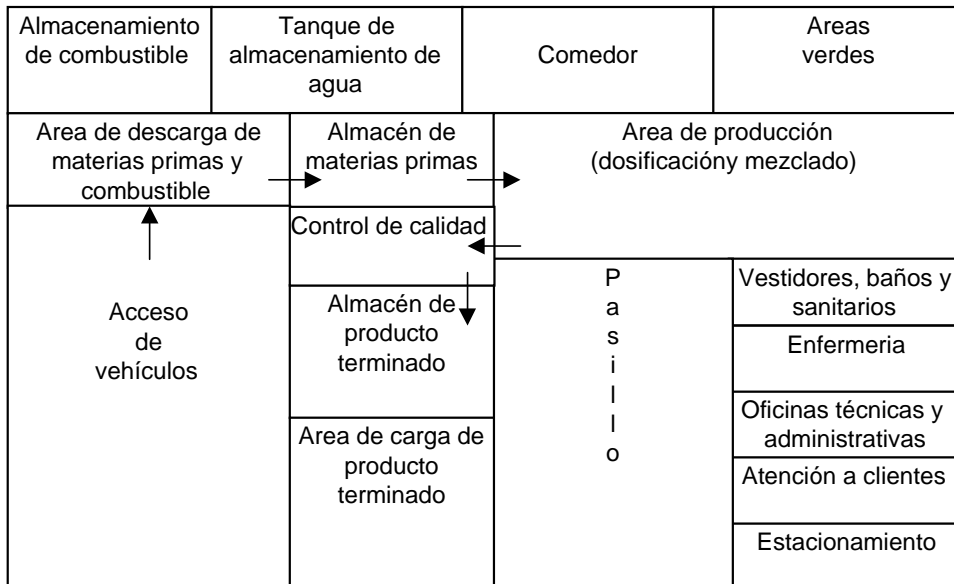 Almacenamiento
de combustible
Tanque de
almacenamiento de
agua
Comedor
Areas
verdes
Area de descarga de
materias primas y
combustible
Almacén de
materias primas
Area de producción
(dosificacióny mezclado)
Control de calidad
Acceso
de
vehículos
Almacén de
producto
terminado
Area de carga de
producto
terminado
P
a
s
i
l
l
o
Vestidores, baños y
sanitarios
Enfermeria
Oficinas técnicas y
administrativas
Atención a clientes
Estacionamiento